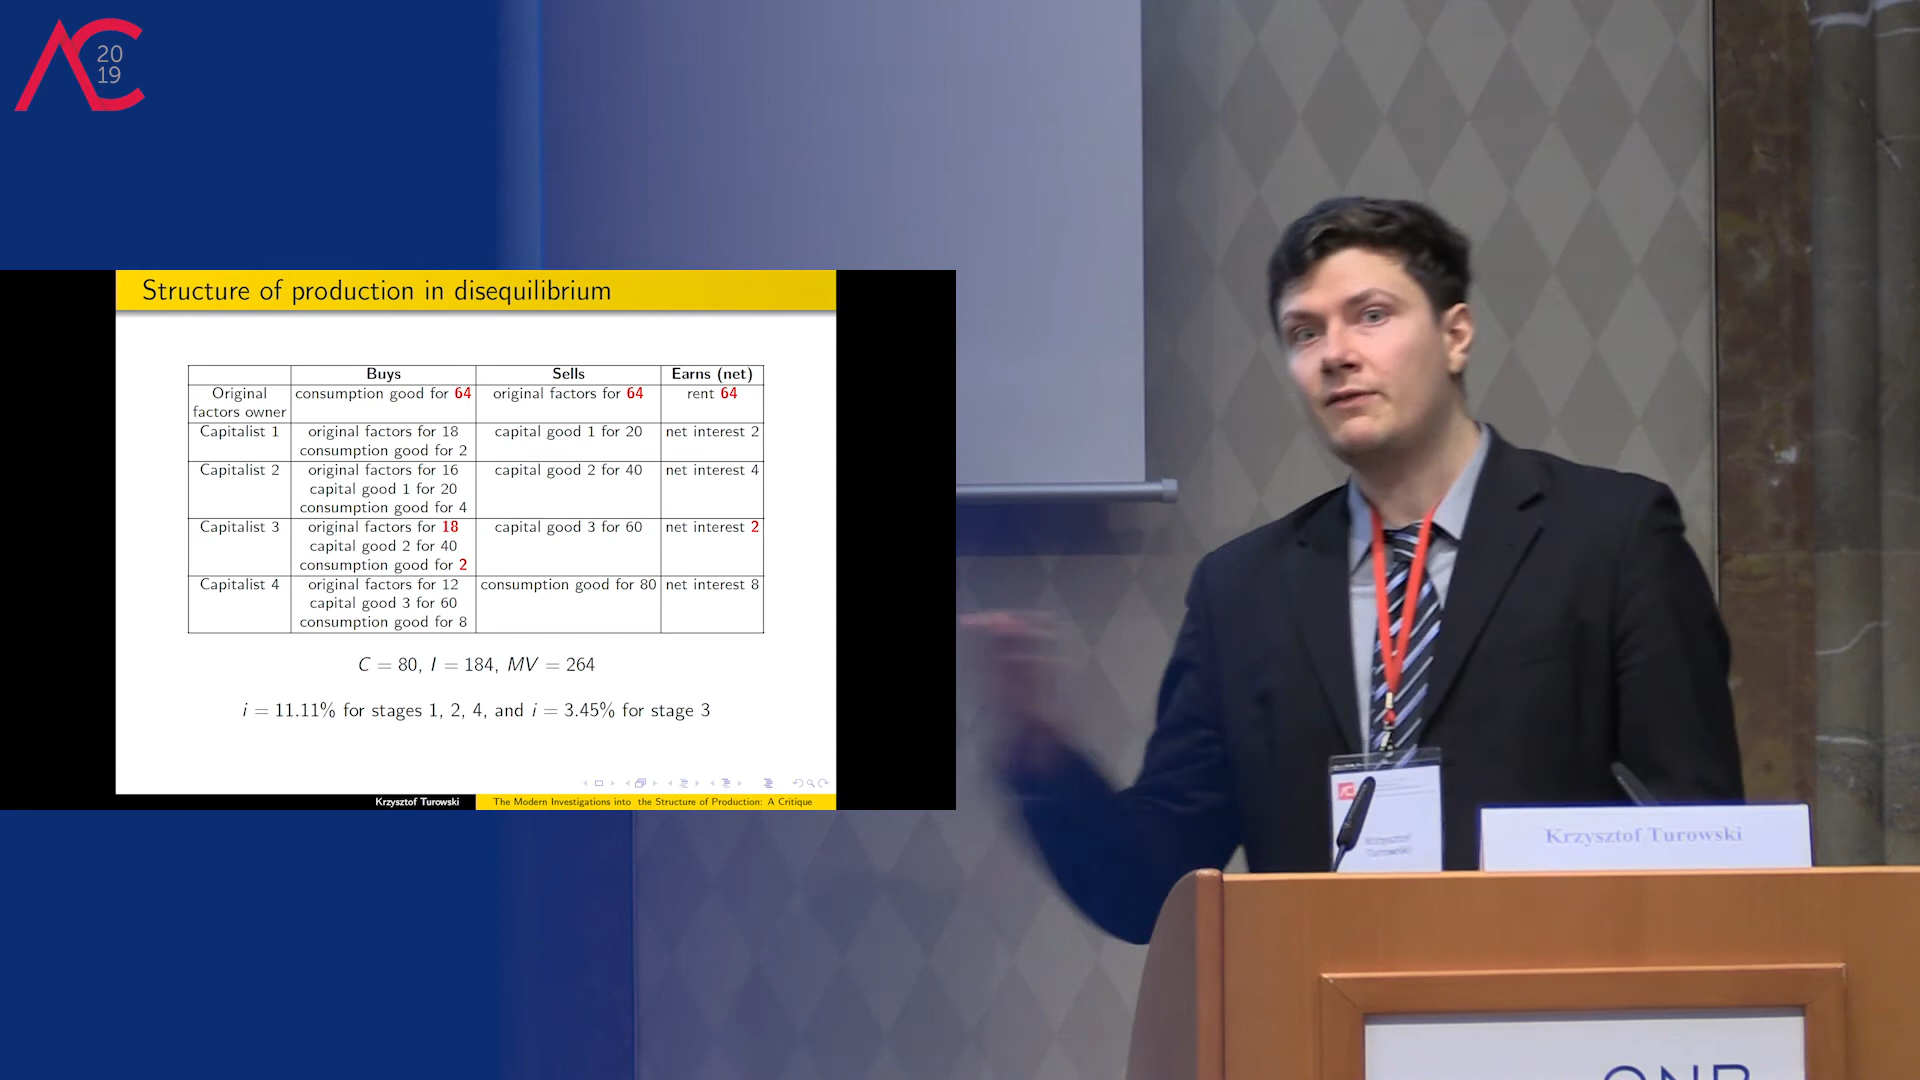 20
19
Structure of production in disequilibrium
Buys Sells Earns (net)
Original factors owner consumption good for 64 original factors for 64 rent 64
Capitalist 1 original factors for 18 capital good 1 for 20 net interest 2
consumption good for 2
Capitalist 2 original factors for 16 capital good 2 for 40 net interest 4
capital good 1 for 20
consumption good for 4
Capitalist 3 original factors for 18 capital good 3 for 60 net interest 2
capital good 2 for 40
consumption good for 2
Capitalist 4 original factors for 12 consumption good for 80 net interest 8
capital good 3 for 60
consumption good for 8
C = 80, I = 184, MV = 264
i = 11.11% for stages 1, 2, 4, and i = 3.45% for stage 3
Krzysztof Turowski The Modern Investigations into the Structure of Production: A Critique
Krzysztof Turowski
Krzysztof
Turowski